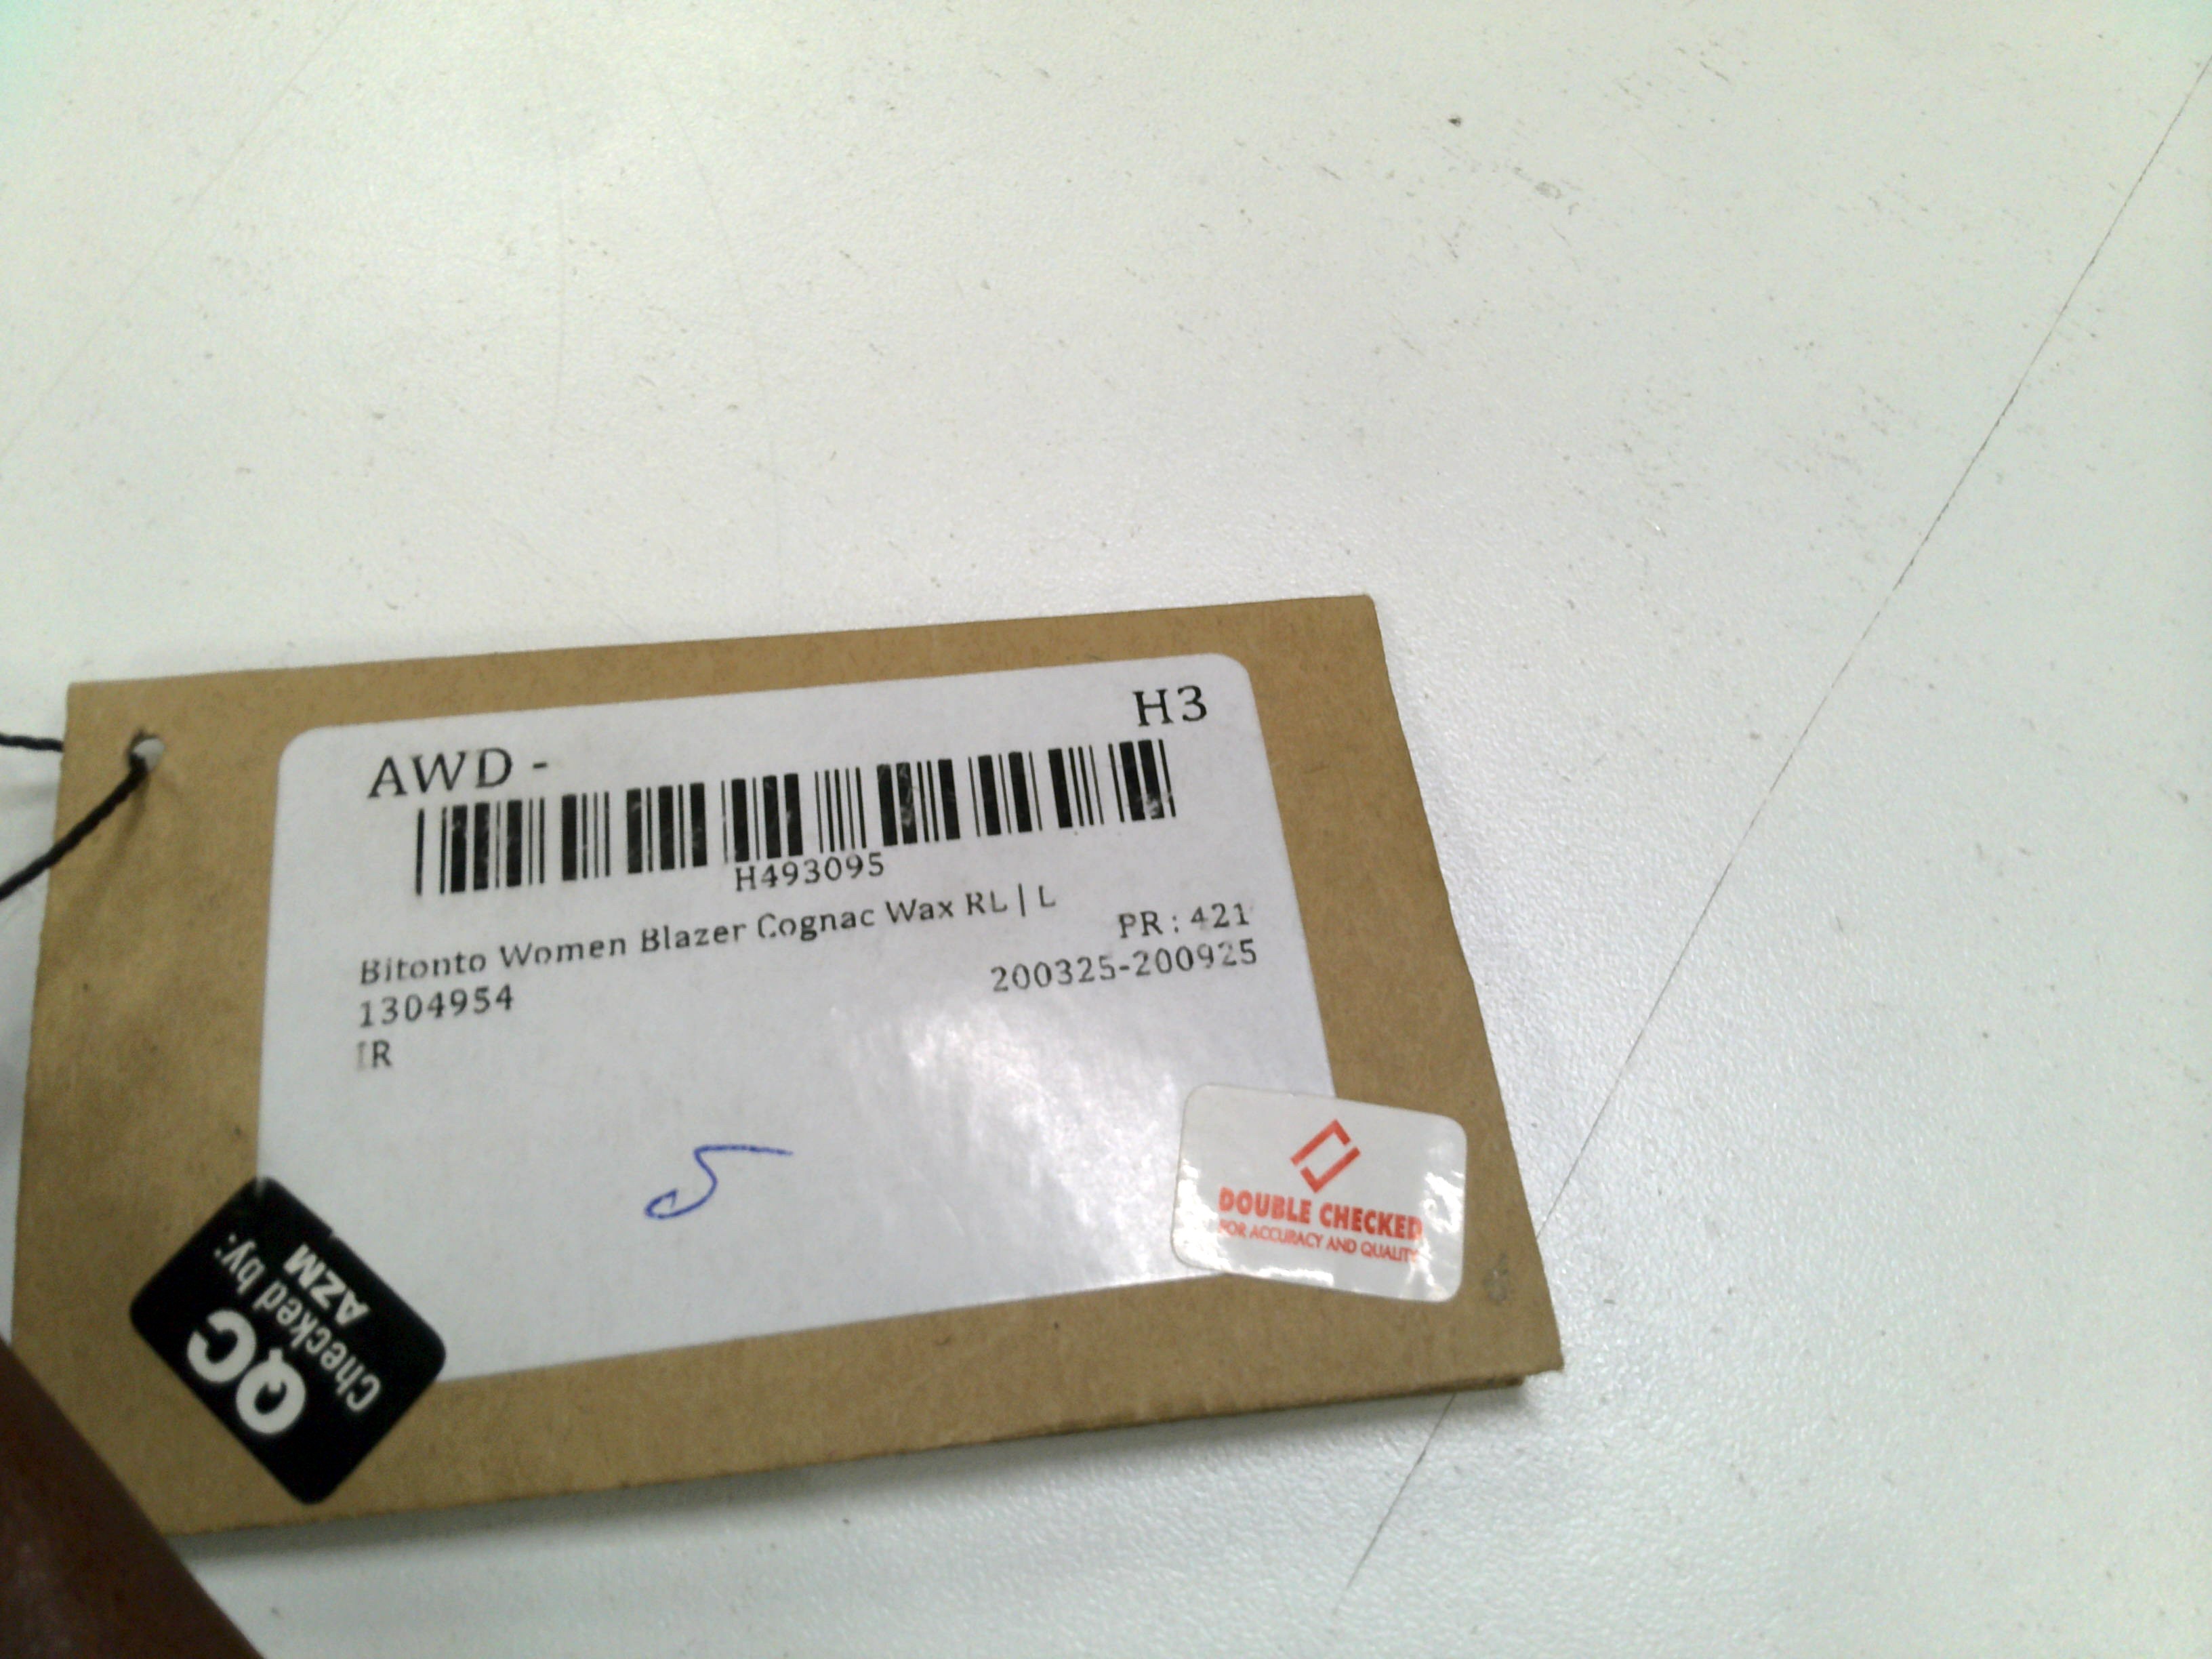 H3
AWD -
H493095
Bitonto Women Blazer Cognac Wax RL | L
PR : 421
1304954
200325-200925
IR
5
DOUBLE CHECKED
FOR ACCURACY AND QUALITY
QC
Checked by:
AZM